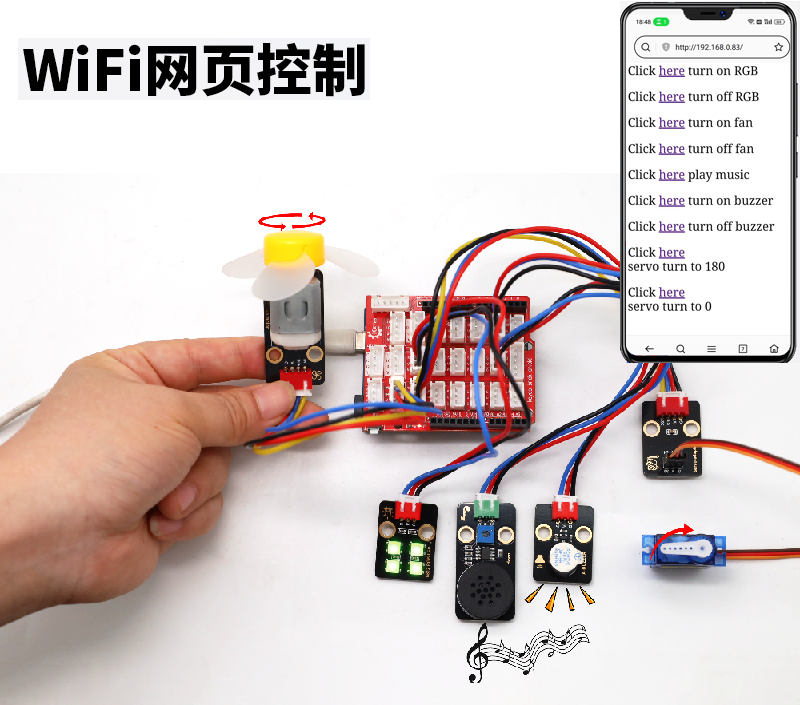 WiFi网页控制
18:48
http://192.168.0.83/
Click here turn on RGB
Click here turn off RGB
Click here turn on fan
Click here turn off fan
Click here play music
Click here turn on buzzer
Click here turn off buzzer
Click here
servo turn to 180
Click here
servo turn to 0